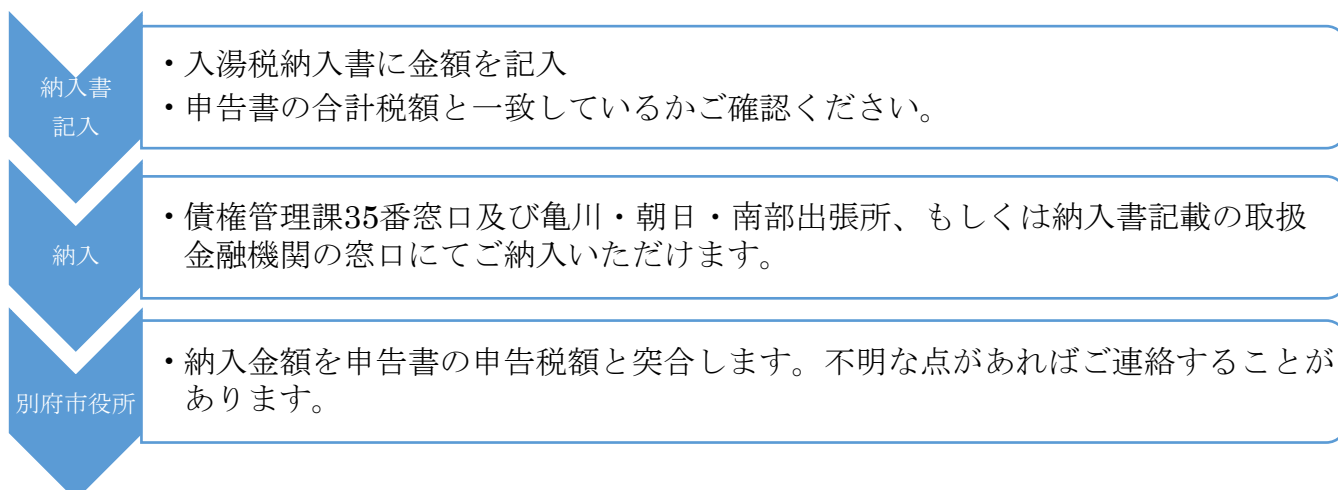 納入書
記入
・入湯税納入書に金額を記入
・申告書の合計税額と一致しているかご確認ください。
納入
・債権管理課35番窓口及び亀川・朝日・南部出張所、もしくは納入書記載の取扱
金融機関の窓口にてご納入いただけます。
別府市役所
・納入金額を申告書の申告税額と突合します。不明な点があればご連絡することが
あります。